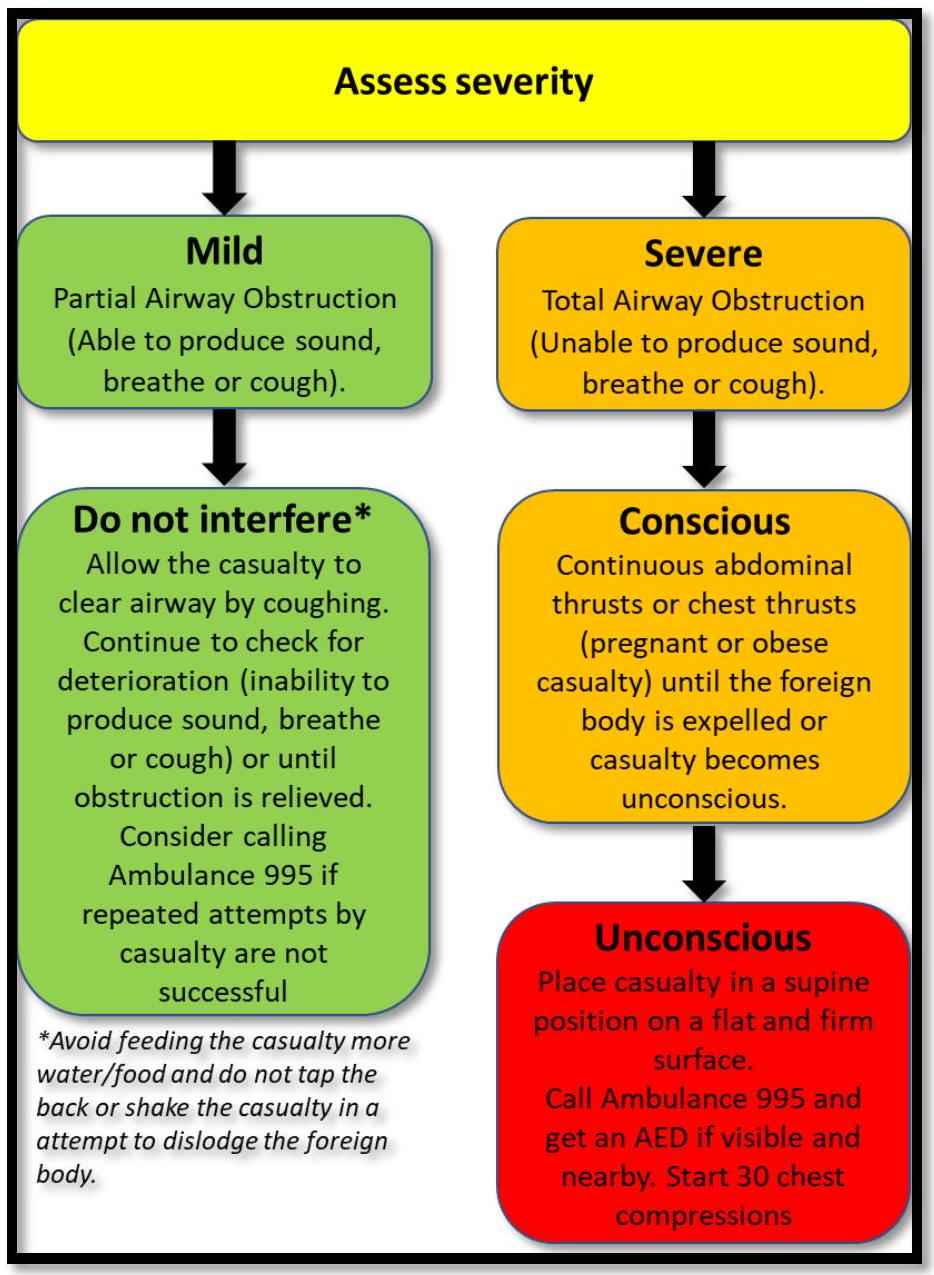 Assess severity
Mild
Partial Airway Obstruction
(Able to produce sound,
breathe or cough).
Do not interfere*
Allow the casualty to
clear airway by coughing.
Continue to check for
deterioration (inability to
produce sound, breathe
or cough) or until
obstruction is relieved.
Consider calling
Ambulance 995 if
repeated attempts by
casualty are not
successful
*Avoid feeding the casualty more
water/food and do not tap the
back or shake the casualty in a
attempt to dislodge the foreign
body.
Severe
Total Airway Obstruction
(Unable to produce sound,
breathe or cough).
Conscious
Continuous abdominal
thrusts or chest thrusts
(pregnant or obese
casualty) until the foreign
body is expelled or
casualty becomes
unconscious.
Unconscious
Place casualty in a supine
position on a flat and firm
surface.
Call Ambulance 995 and
get an AED if visible and
nearby. Start 30 chest
compressions